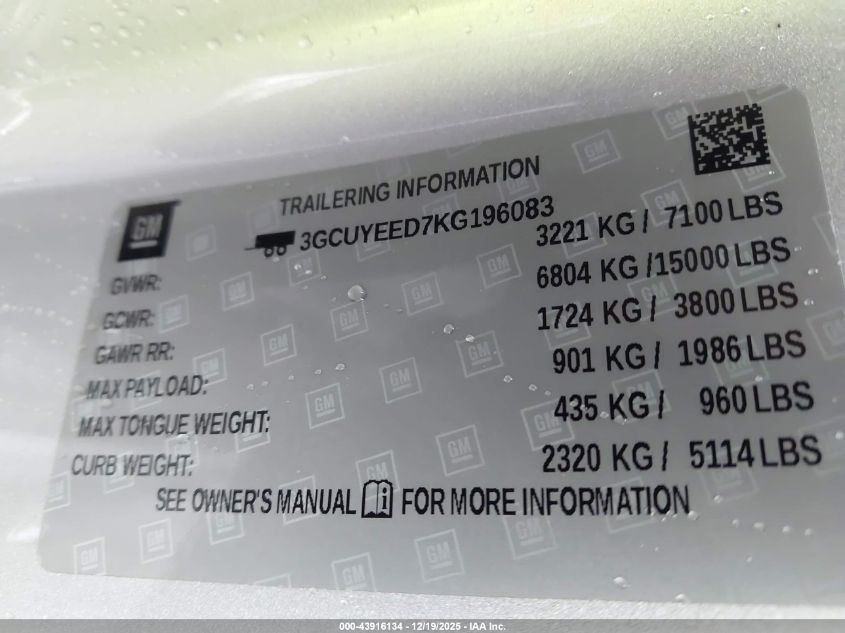 GM
TRAILERING INFORMATION
3GCUYEED7KG196083
GVWR: 3221 KG / 7100 LBS
GCWR: 6804 KG /15000 LBS
GAWR RR: 1724 KG / 3800 LBS
MAX PAYLOAD: 901 KG / 1986 LBS
MAX TONGUE WEIGHT: 435 KG / 960 LBS
CURB WEIGHT: 2320 KG / 5114 LBS
SEE OWNER'S MANUAL FOR MORE INFORMATION
000-43916134 - 12/19/2025 - IAA Inc.